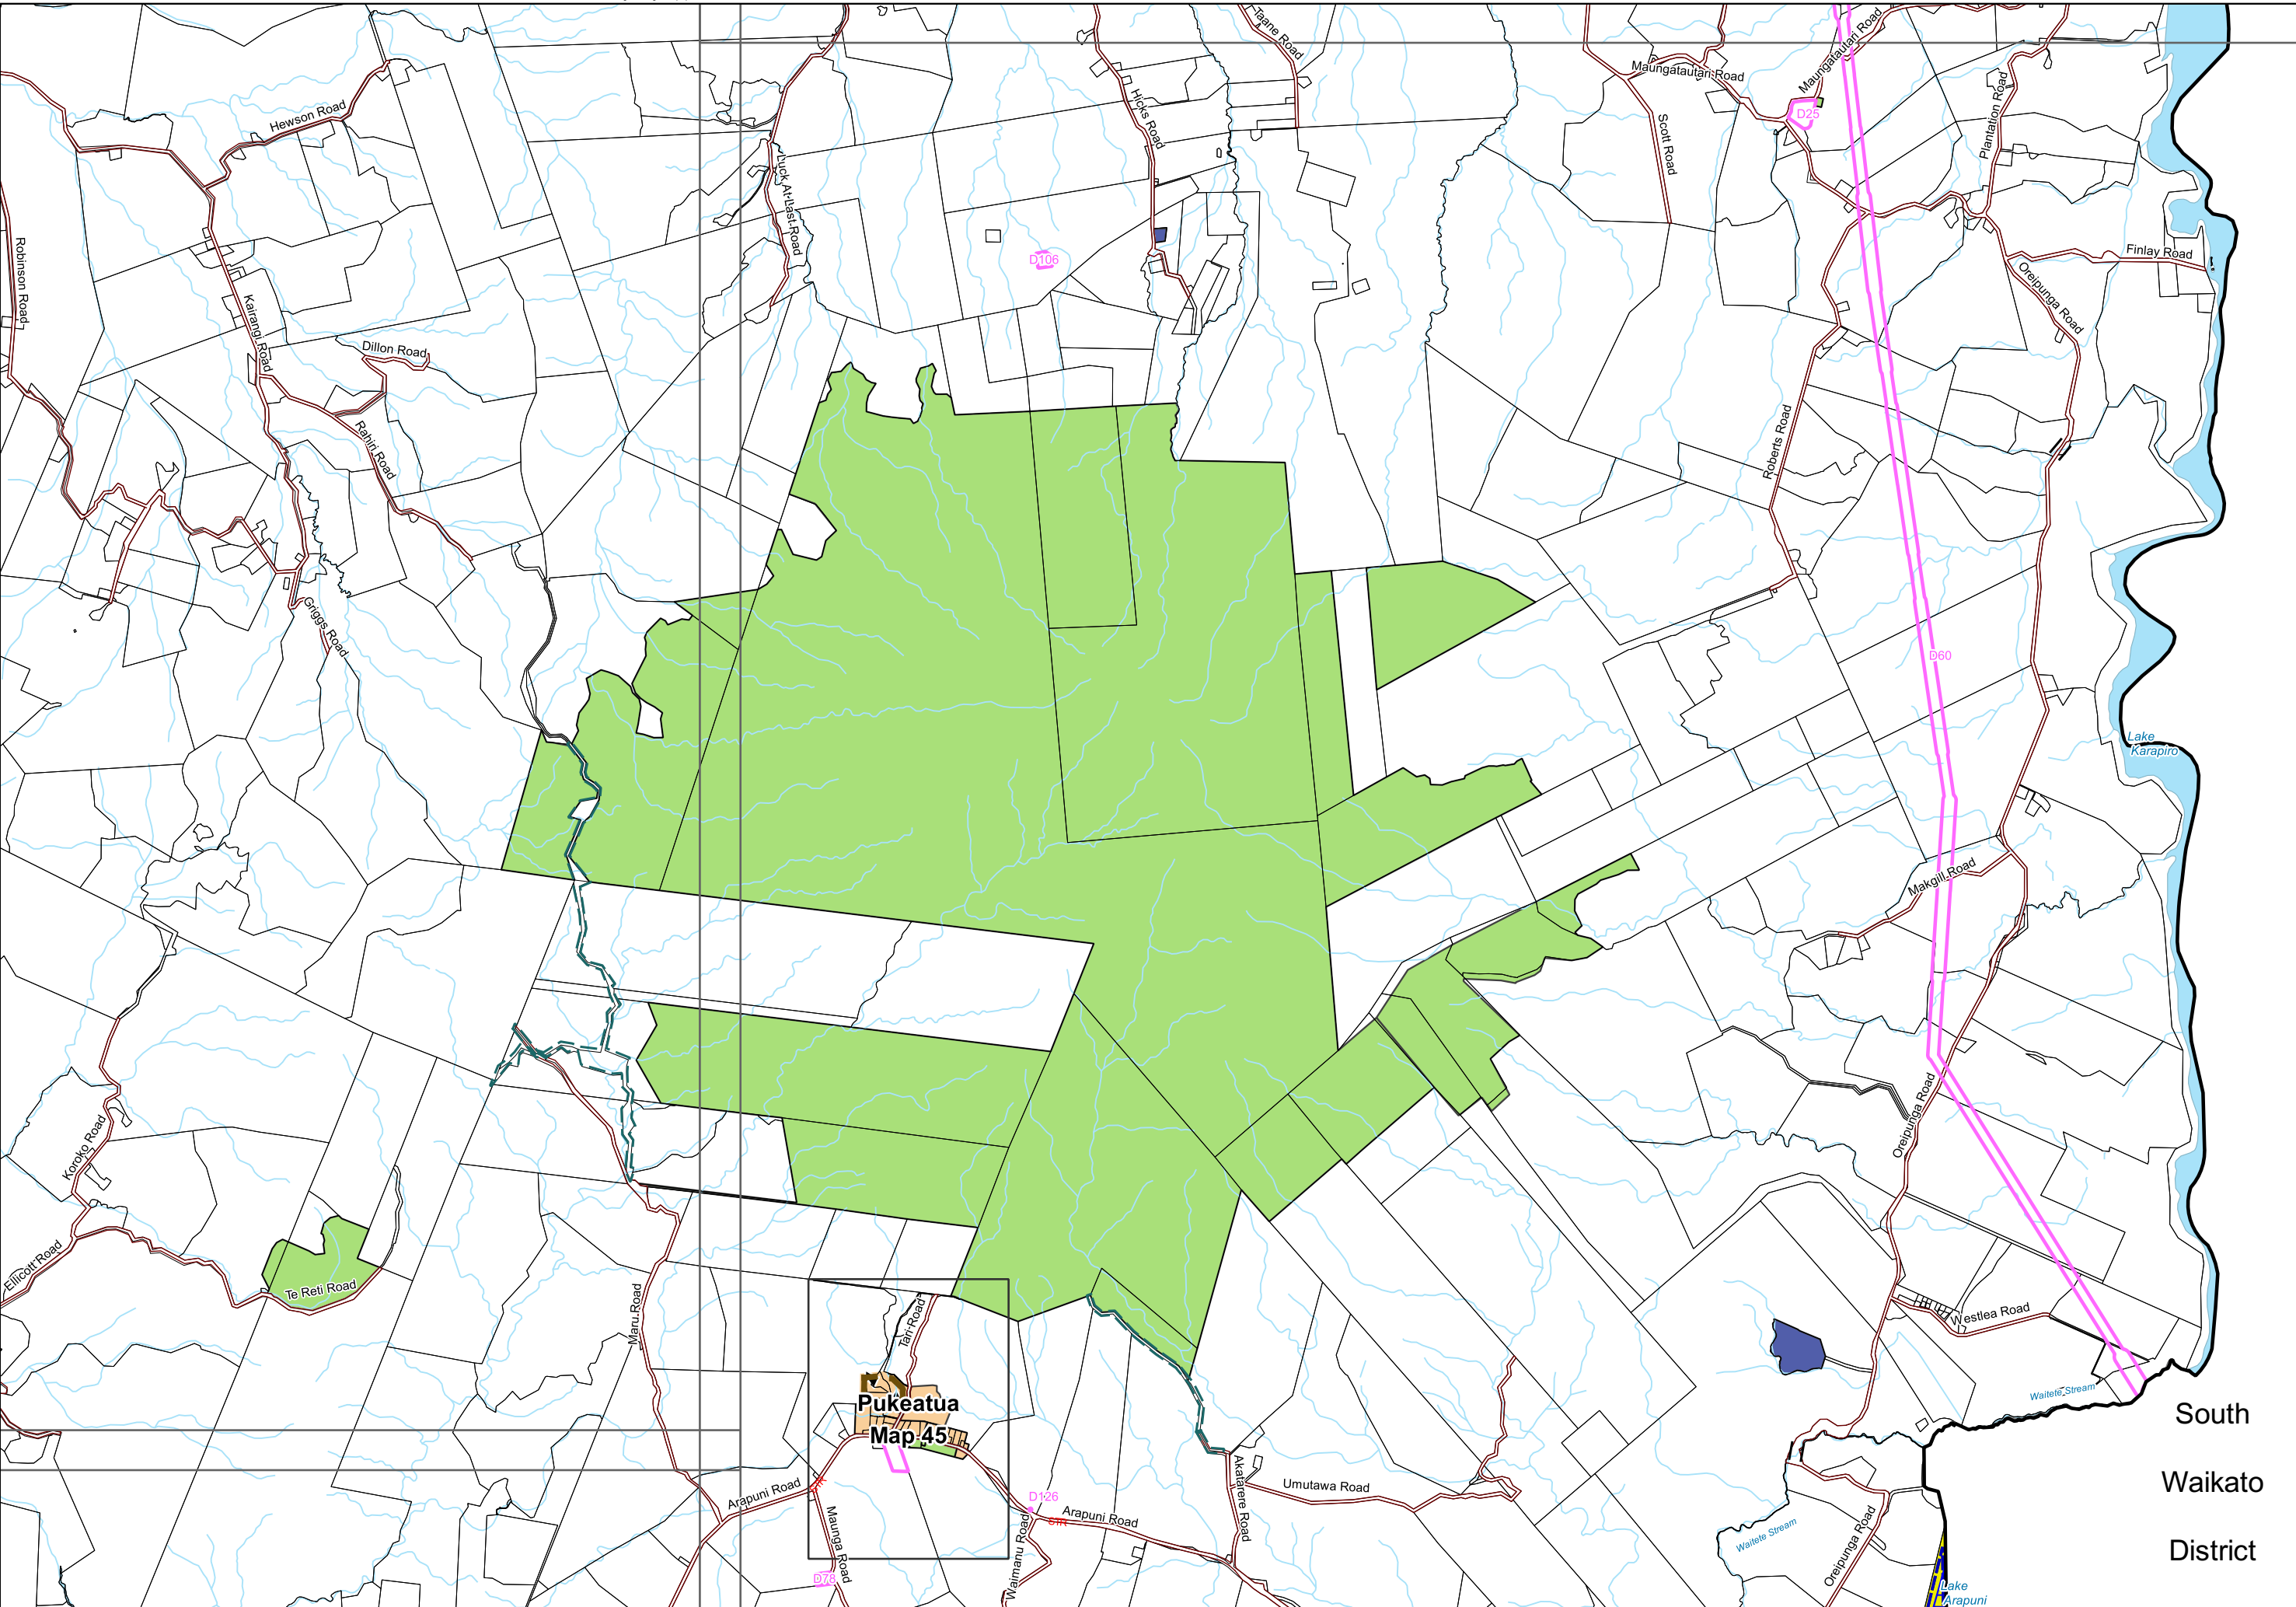 Taane Road
Maungatautari Road
Maungatautari Road
Hewson Road
Hicks Road
Scott Road
D25
Plantation Road
Luck At Last Road
Robinson Road
D106
Finlay Road
Oreipunga Road
Kairangi Road
Dillon Road
Rahiri Road
Roberts Road
Griggs Road
D60
Lake
Karapiro
Makgill Road
Koroko Road
Oreipunga Road
Ellicott Road
Te Reti Road
Maru Road
Tari Road
Westlea Road
Waitete Stream
Pukeatua
Map 45
South
Waikato
District
Arapuni Road
Maunga Road
D126
Arapuni Road
Waimanu Road
Akatarere Road
Umutawa Road
Waitete Stream
Oreipunga Road
D78
Lake
Arapuni